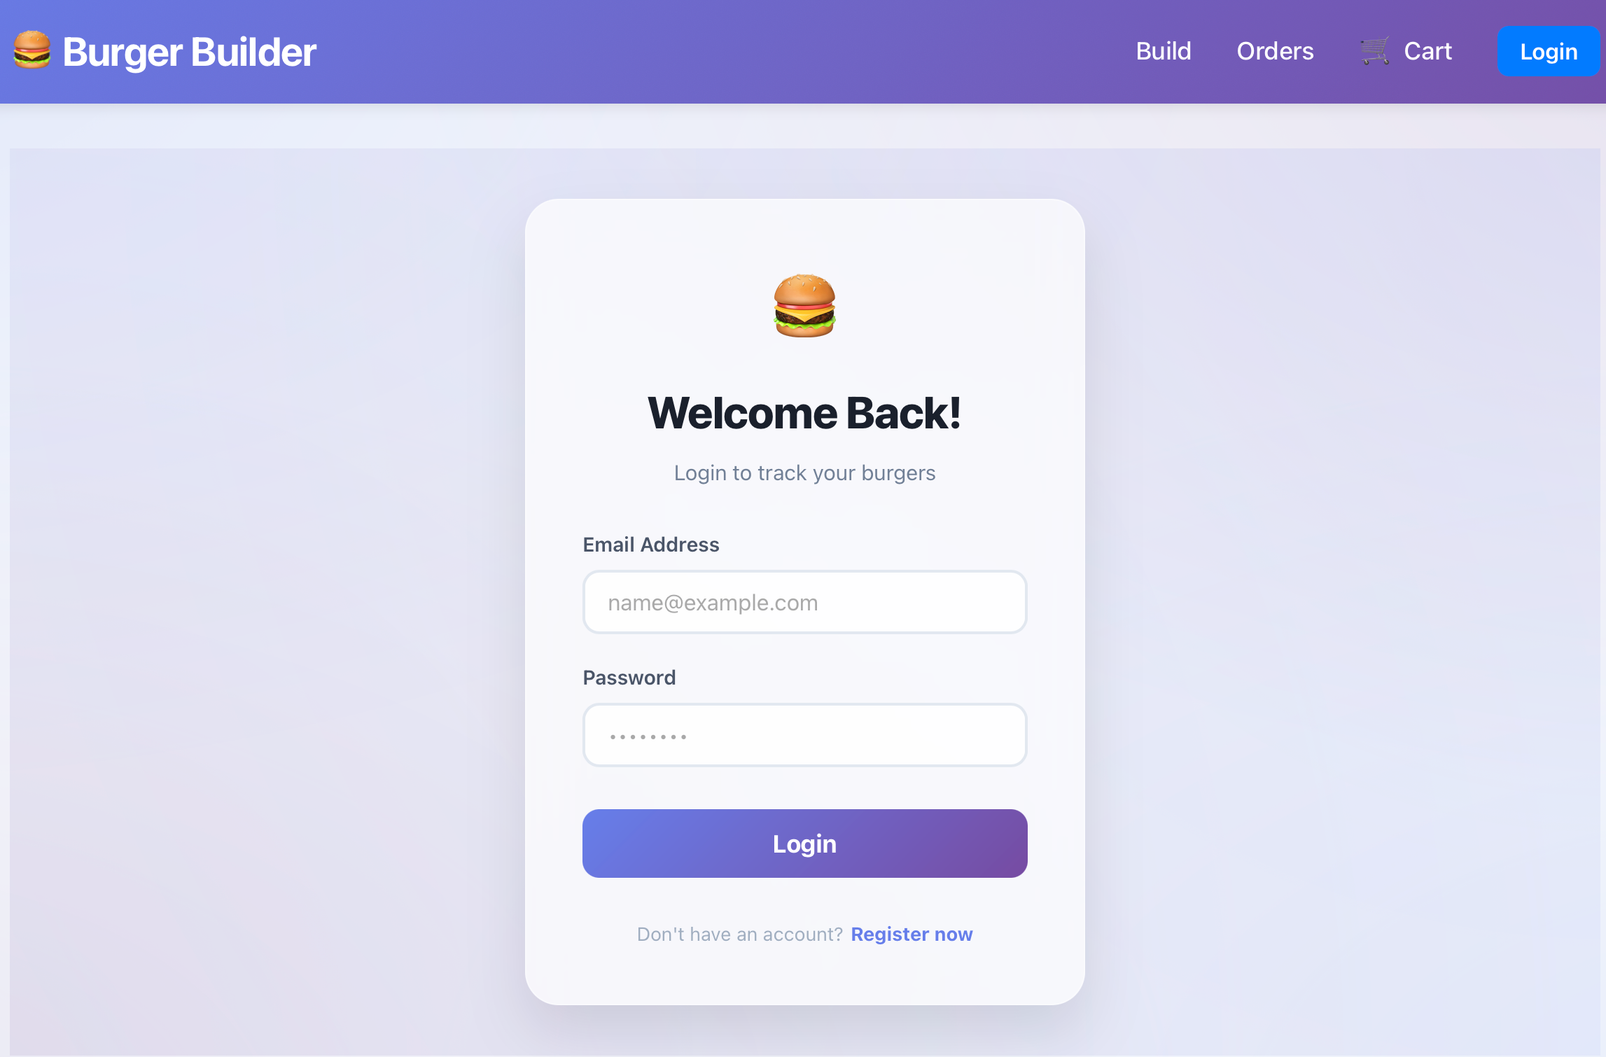 Burger Builder
Build
Orders
Cart
Login
Welcome Back!
Login to track your burgers
Email Address
name@example.com
Password
••••••••
Login
Don't have an account? Register now